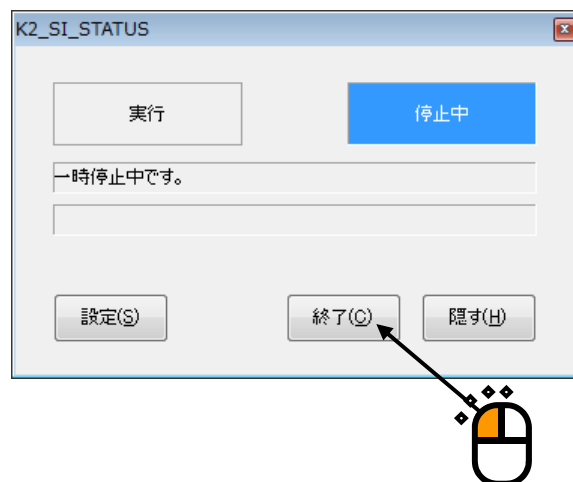 K2_SI_STATUS
実行
停止中
一時停止中です。
設定(S)
終了(C)
隠す(H)